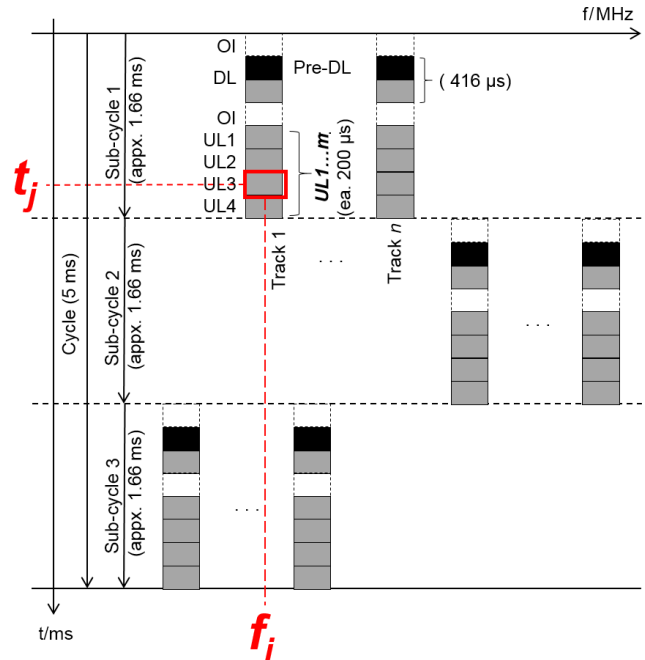 f/MHz
OI
DL
Pre-DL
( 416 µs)
OI
UL1
UL2
UL3
UL4
UL1...m
(ea. 200 µs)
Sub-cycle 1
(appx. 1.66 ms)
tj
Track 1
. . .
Track n
Cycle (5 ms)
Sub-cycle 2
(appx. 1.66 ms)
. . .
Sub-cycle 3
(appx. 1.66 ms)
. . .
t/ms
fi